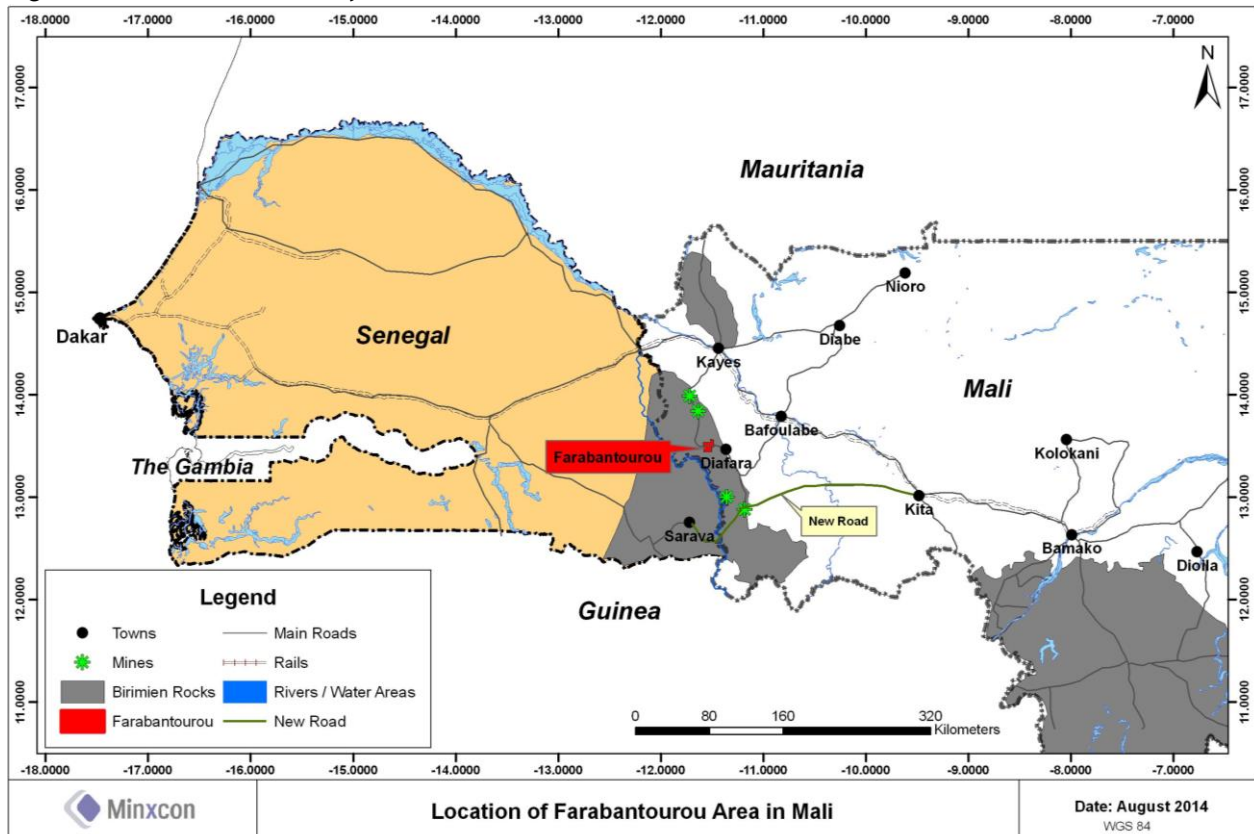 -18.0000 -17.0000 -16.0000 -15.0000 -14.0000 -13.0000 -12.0000 -11.0000 -10.0000 -9.0000 -8.0000 -7.0000
N
17.0000 17.0000
16.0000 16.0000
15.0000 15.0000
14.0000 14.0000
13.0000 13.0000
12.0000 12.0000
11.0000 11.0000
Mauritania
Nioro
Dakar
Senegal
Diabe
Kayes
Mali
Bafoulabe
Kolokani
Farabantourou
Diafara
The Gambia
Kita
New Road
Sarava
Bamako
Dioila
Guinea
Legend
Towns Main Roads
Mines Rails
Birimien Rocks Rivers / Water Areas
Farabantourou New Road
0 80 160 320
Kilometers
-18.0000 -17.0000 -16.0000 -15.0000 -14.0000 -13.0000 -12.0000 -11.0000 -10.0000 -9.0000 -8.0000 -7.0000
Minxcon
Location of Farabantourou Area in Mali
Date: August 2014
WGS 84